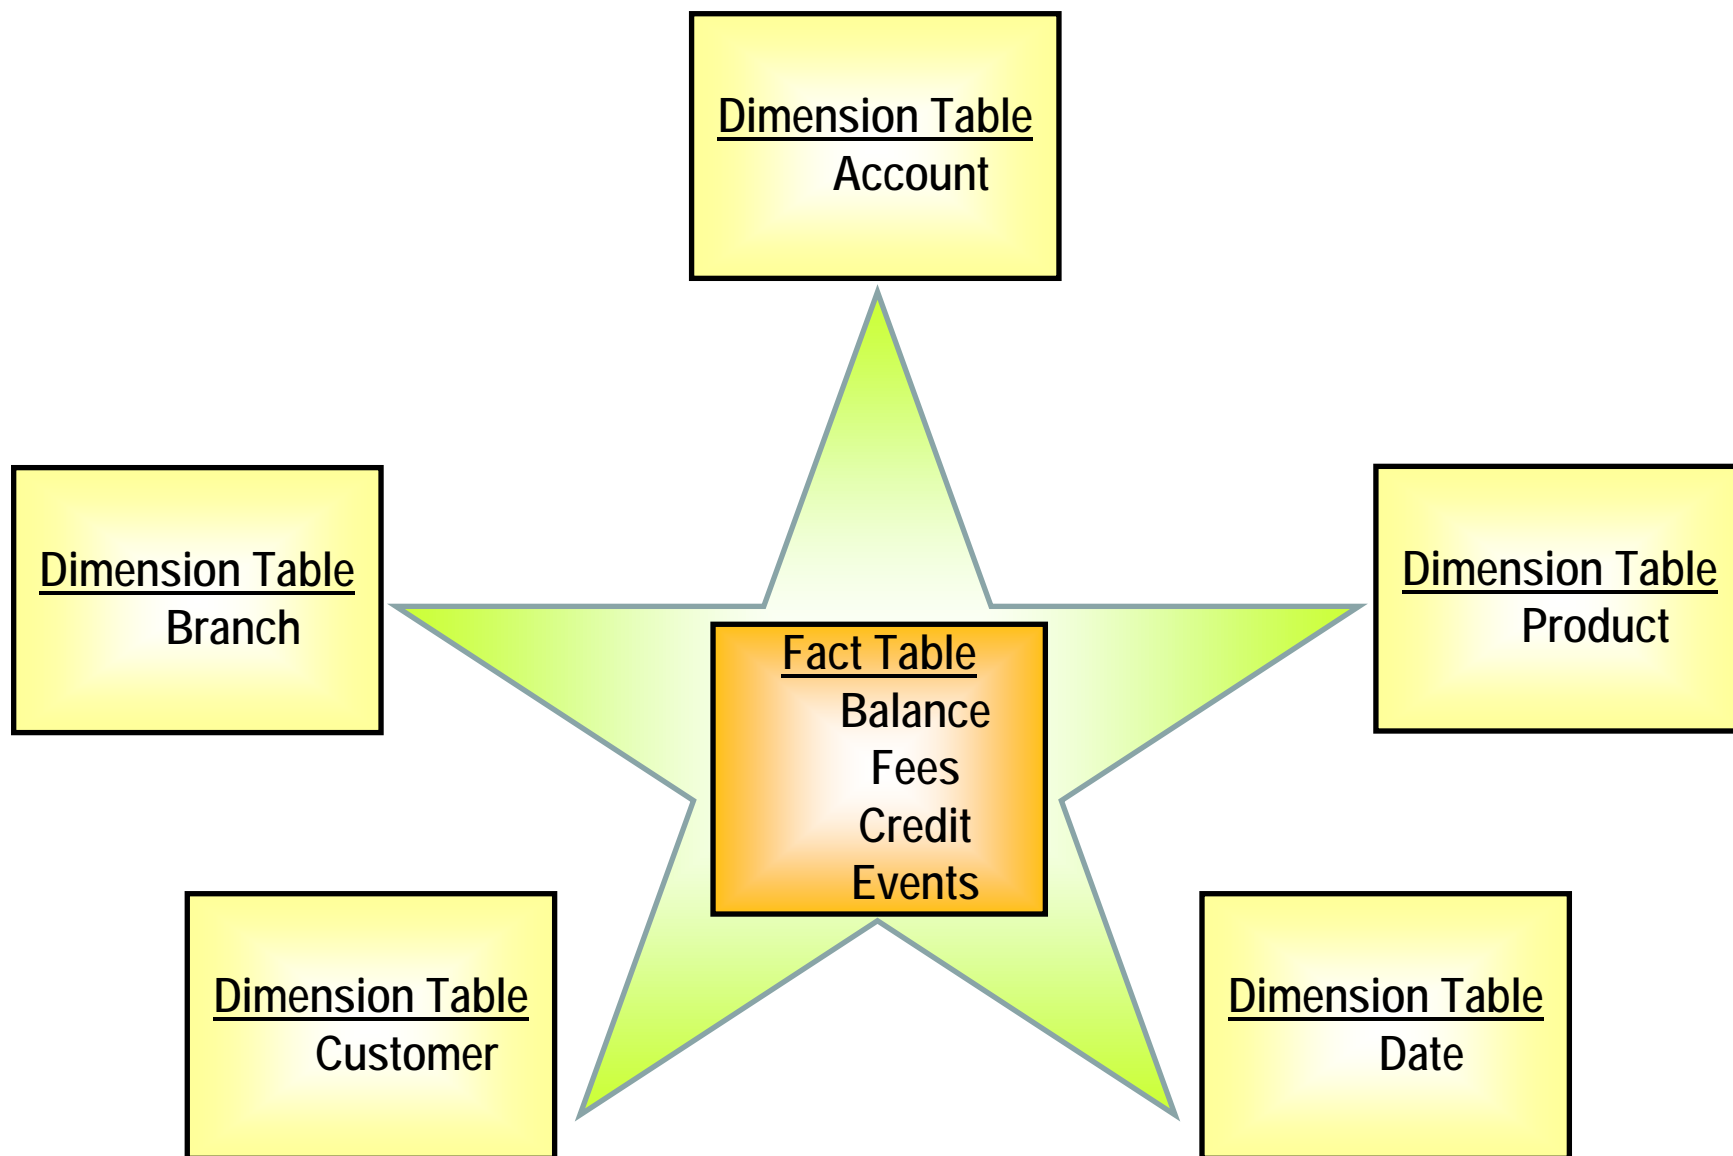 Dimension Table
Account
Dimension Table
Branch
Dimension Table
Product
Fact Table
Balance
Fees
Credit
Events
Dimension Table
Customer
Dimension Table
Date